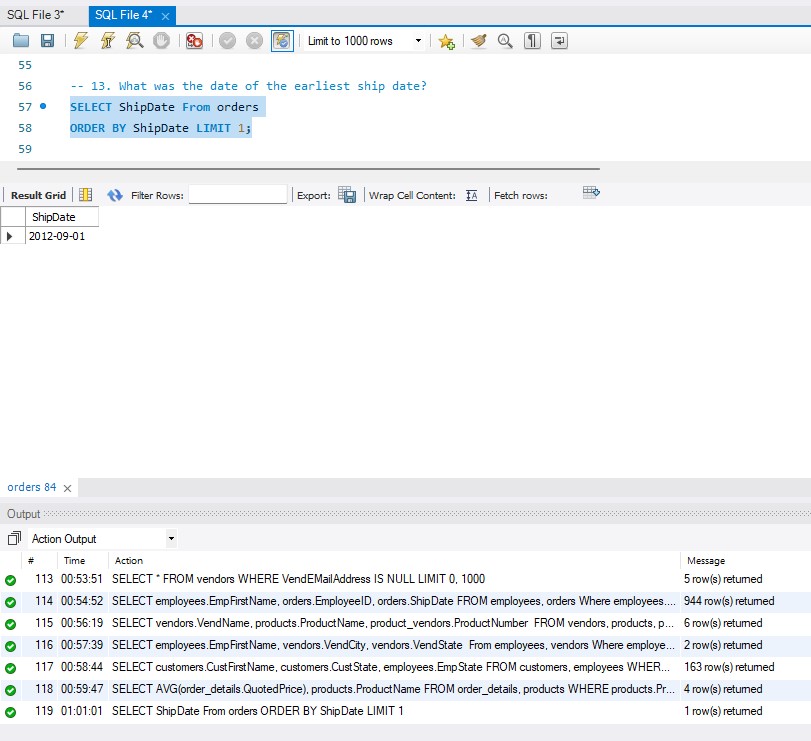 SQL File 3*
SQL File 4*
Limit to 1000 rows
55
56 -- 13. What was the date of the earliest ship date?
57 SELECT ShipDate From orders
58 ORDER BY ShipDate LIMIT 1;
59
Result Grid Filter Rows: Export: Wrap Cell Content: Fetch rows:
ShipDate
2012-09-01
orders 84
Output
Action Output
# Time Action Message
113 00:53:51 SELECT * FROM vendors WHERE VendEMailAddress IS NULL LIMIT 0, 1000 5 row(s) returned
114 00:54:52 SELECT employees.EmpFirstName, orders.EmployeeID, orders.ShipDate FROM employees, orders Where employees.... 944 row(s) returned
115 00:56:19 SELECT vendors.VendName, products.ProductName, product_vendors.ProductNumber FROM vendors, products, p... 6 row(s) returned
116 00:57:39 SELECT employees.EmpFirstName, vendors.VendCity, vendors.VendState From employees, vendors Where employe... 2 row(s) returned
117 00:58:44 SELECT customers.CustFirstName, customers.CustState, employees.EmpState FROM customers, employees WHER... 163 row(s) returned
118 00:59:47 SELECT AVG(order_details.QuotedPrice), products.ProductName FROM order_details, products WHERE products.Pr... 4 row(s) returned
119 01:01:01 SELECT ShipDate From orders ORDER BY ShipDate LIMIT 1 1 row(s) returned